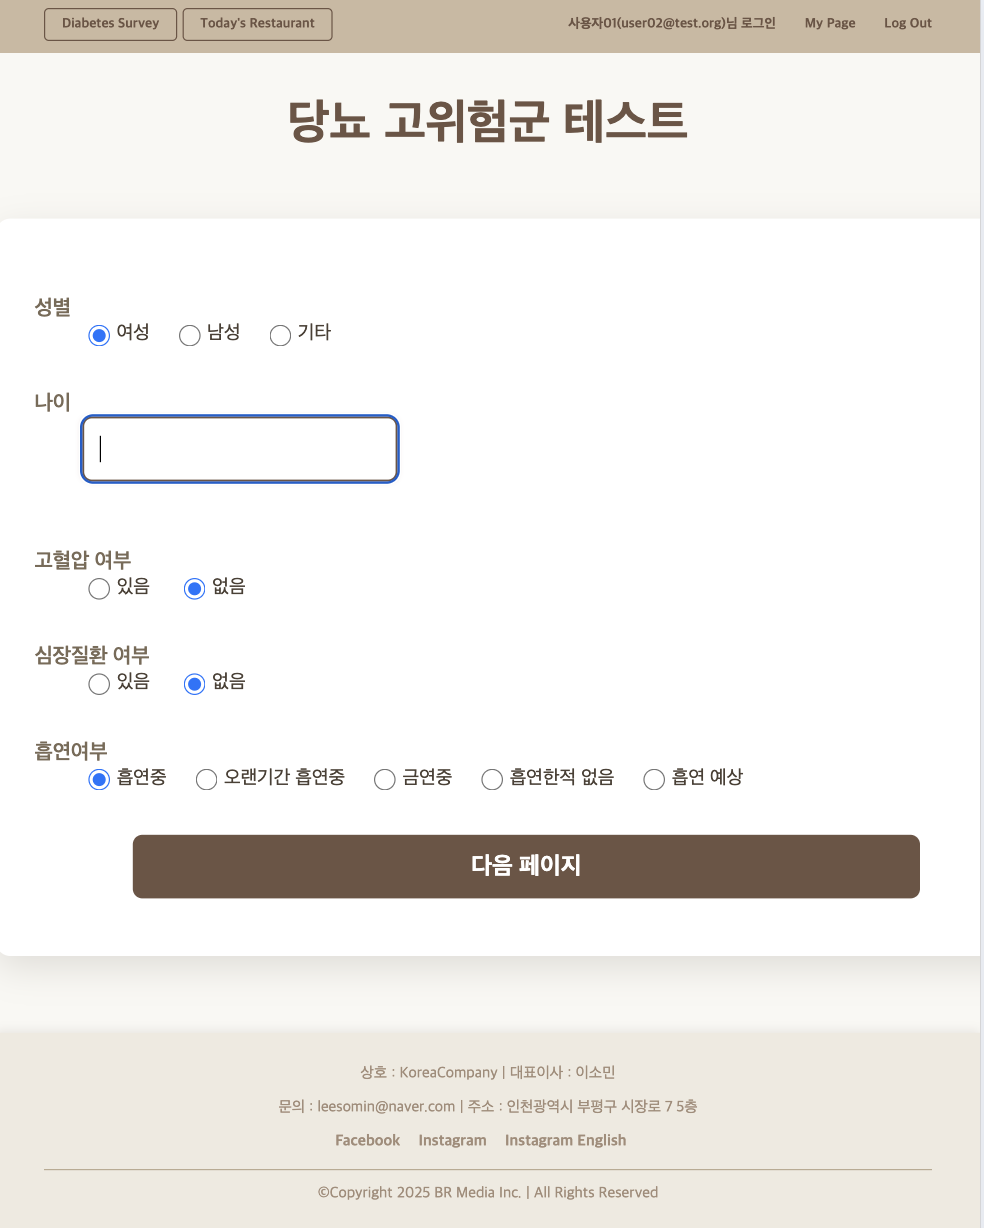 Diabetes Survey Today's Restaurant 사용자01(user02@test.org)님 로그인 My Page Log Out
당뇨 고위험군 테스트
성별
여성 남성 기타
나이
고혈압 여부
있음 없음
심장질환 여부
있음 없음
흡연여부
흡연중 오랜기간 흡연중 금연중 흡연한적 없음 흡연 예상
다음 페이지
상호 : KoreaCompany | 대표이사 : 이소민
문의 : leesomin@naver.com | 주소 : 인천광역시 부평구 시장로 7 5층
Facebook Instagram Instagram English
©Copyright 2025 BR Media Inc. | All Rights Reserved